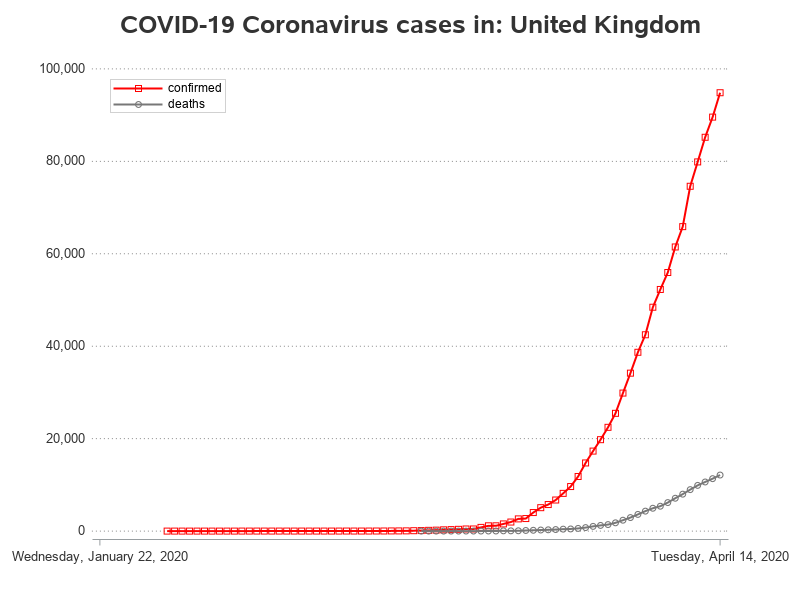 COVID-19 Coronavirus cases in: United Kingdom
100,000
confirmed
deaths
80,000
60,000
40,000
20,000
0
Wednesday, January 22, 2020
Tuesday, April 14, 2020